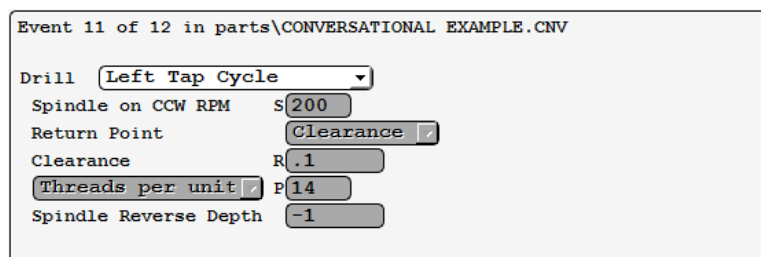 Event 11 of 12 in parts\CONVERSATIONAL EXAMPLE.CNV
Drill Left Tap Cycle
Spindle on CCW RPM S 200
Return Point Clearance
Clearance R .1
Threads per unit P 14
Spindle Reverse Depth -1